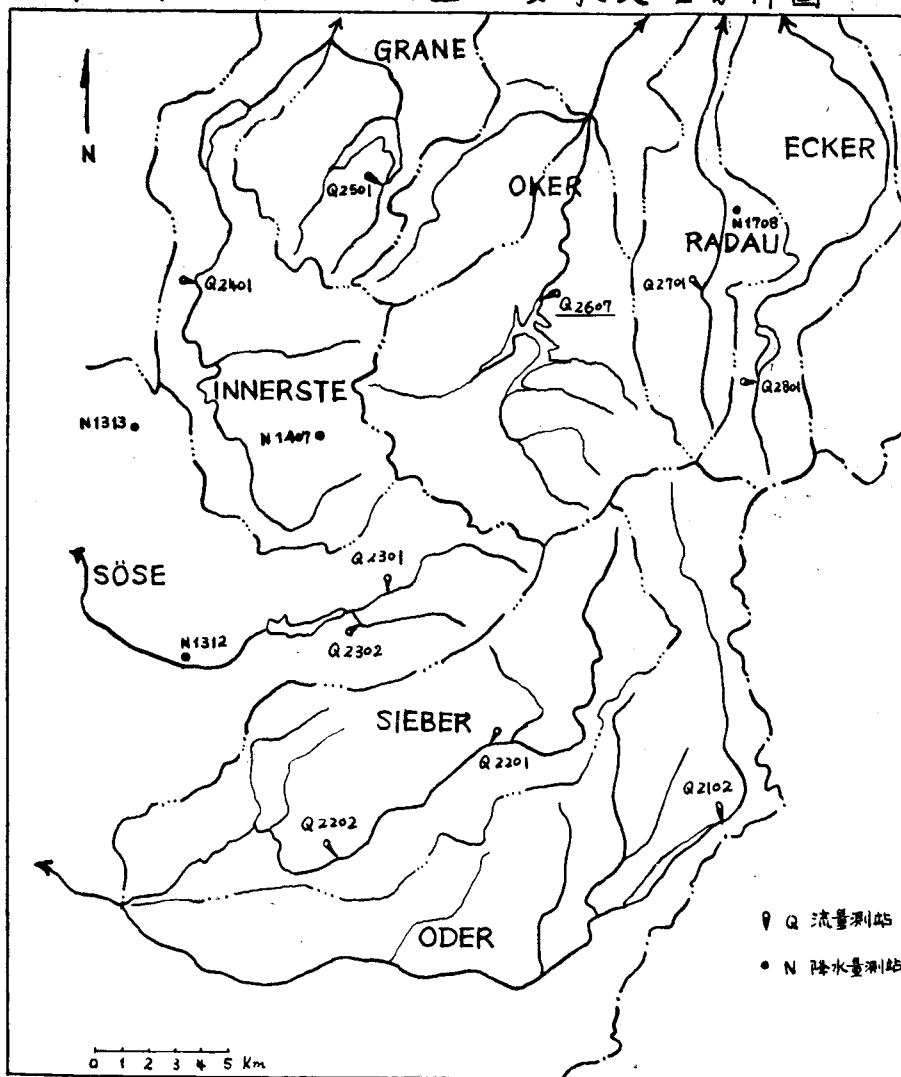 GRANE
N
ECKER
Q2501
OKER
N1708
RADAU
Q2401
Q2701
Q2607
Q2801
INNERSTE
N1313
N1407
Q2301
SÖSE
N1312
Q2302
SIEBER
Q2201
Q2102
Q2202
Q 流量測站
ODER
N 降水量測站
0 1 2 3 4 5 Km